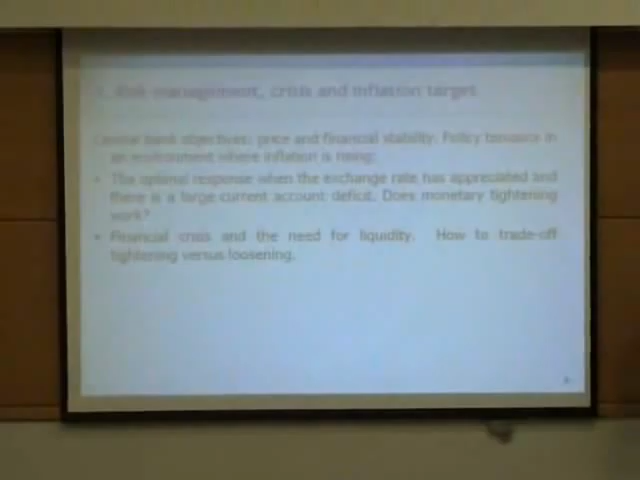 Risk management, crisis and inflation target
Central bank objectives: price and financial stability. Policy tensions in
an environment where inflation is rising:
• The optimal response when the exchange rate has appreciated and
there is a large current account deficit. Does monetary tightening
work?
• Financial crisis and the need for liquidity. How to trade-off
tightening versus loosening.